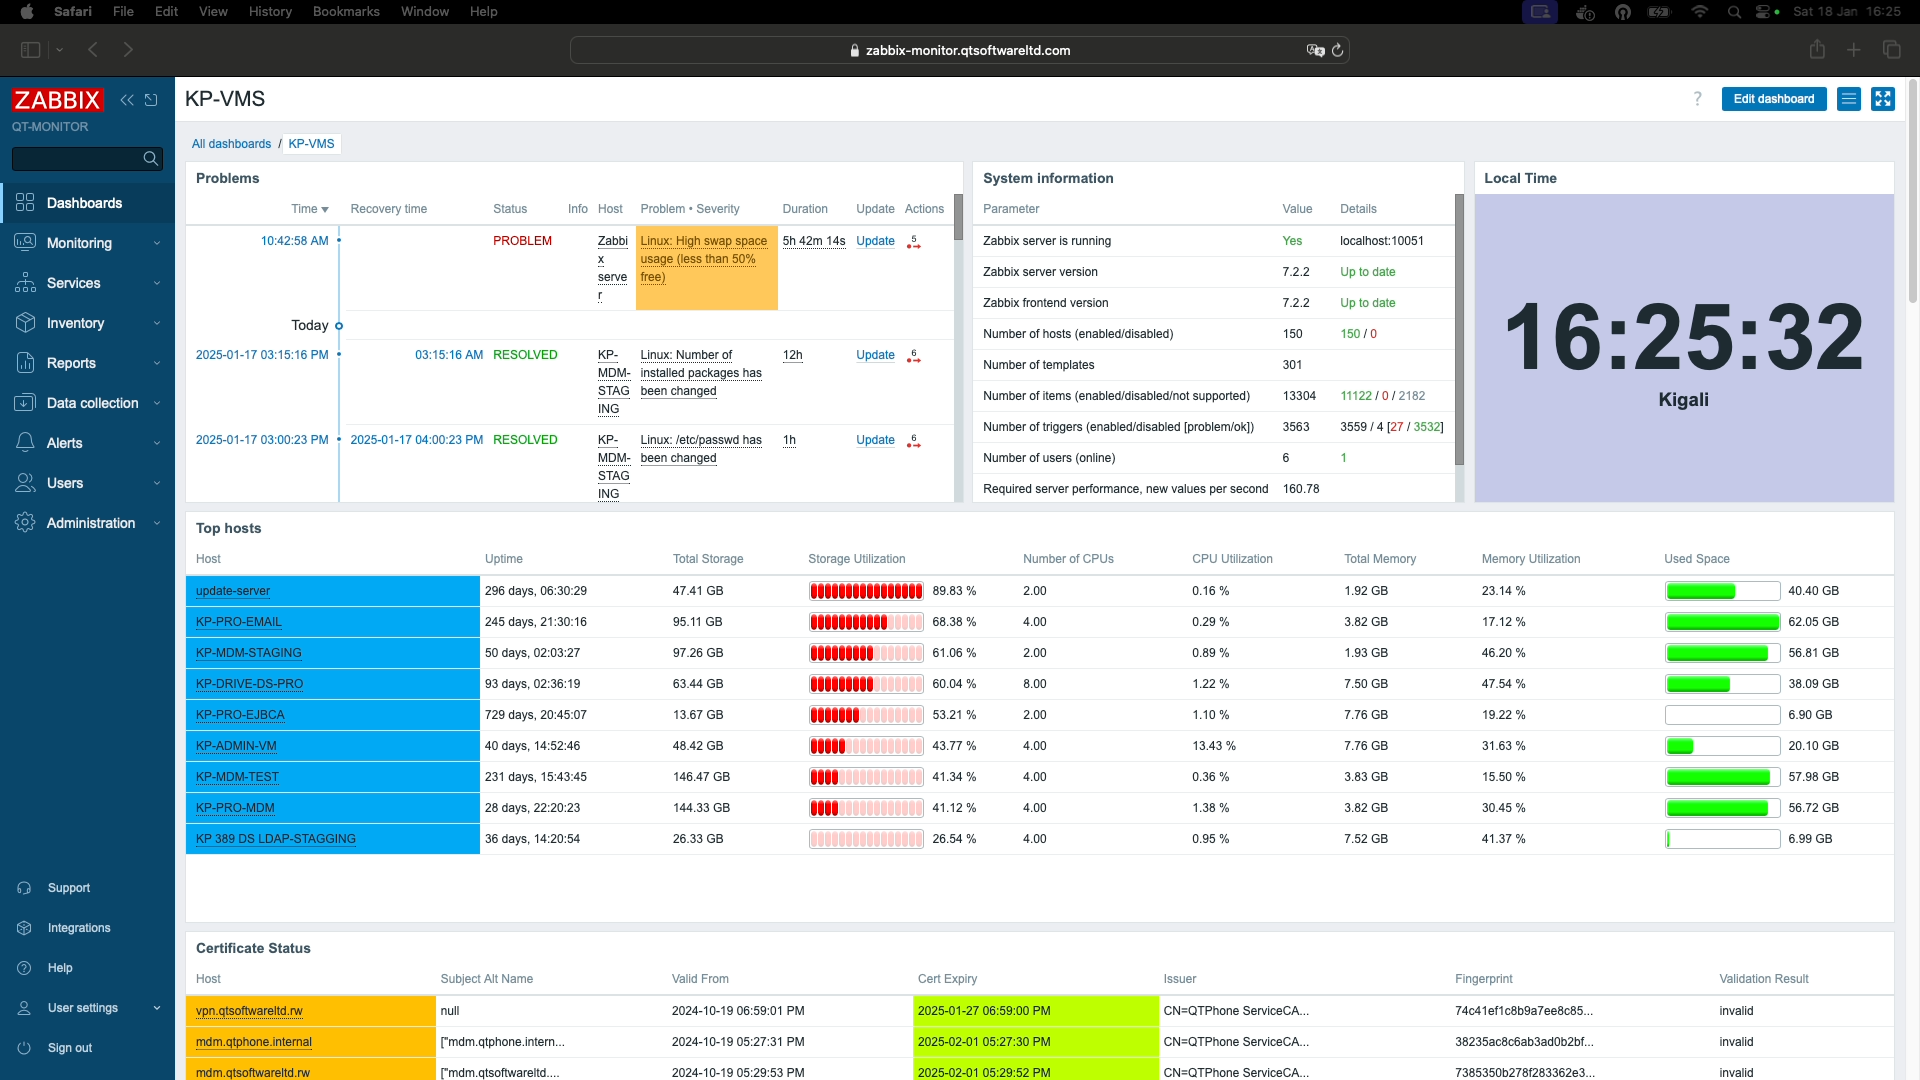 Safari File Edit View History Bookmarks Window Help Sat 18 Jan 16:25
zabbix-monitor.qtsoftwareltd.com
ZABBIX
QT-MONITOR
Dashboards
Monitoring
Services
Inventory
Reports
Data collection
Alerts
Users
Administration
Support
Integrations
Help
User settings
Sign out
KP-VMS
? Edit dashboard
All dashboards / KP-VMS
Problems
Time Recovery time Status Info Host Problem • Severity Duration Update Actions
10:42:58 AM PROBLEM Zabbi Linux: High swap space 5h 42m 14s Update 5
x usage (less than 50%
serve free)
r
Today
2025-01-17 03:15:16 PM 03:15:16 AM RESOLVED KP- Linux: Number of 12h Update 6
MDM- installed packages has
STAG been changed
ING
2025-01-17 03:00:23 PM 2025-01-17 04:00:23 PM RESOLVED KP- Linux: /etc/passwd has 1h Update 6
MDM- been changed
STAG
ING
System information
Parameter Value Details
Zabbix server is running Yes localhost:10051
Zabbix server version 7.2.2 Up to date
Zabbix frontend version 7.2.2 Up to date
Number of hosts (enabled/disabled) 150 150 / 0
Number of templates 301
Number of items (enabled/disabled/not supported) 13304 11122 / 0 / 2182
Number of triggers (enabled/disabled [problem/ok]) 3563 3559 / 4 [27 / 3532]
Number of users (online) 6 1
Required server performance, new values per second 160.78
Local Time
16:25:32
Kigali
Top hosts
Host Uptime Total Storage Storage Utilization Number of CPUs CPU Utilization Total Memory Memory Utilization Used Space
update-server 296 days, 06:30:29 47.41 GB 89.83 % 2.00 0.16 % 1.92 GB 23.14 % 40.40 GB
KP-PRO-EMAIL 245 days, 21:30:16 95.11 GB 68.38 % 4.00 0.29 % 3.82 GB 17.12 % 62.05 GB
KP-MDM-STAGING 50 days, 02:03:27 97.26 GB 61.06 % 2.00 0.89 % 1.93 GB 46.20 % 56.81 GB
KP-DRIVE-DS-PRO 93 days, 02:36:19 63.44 GB 60.04 % 8.00 1.22 % 7.50 GB 47.54 % 38.09 GB
KP-PRO-EJBCA 729 days, 20:45:07 13.67 GB 53.21 % 2.00 1.10 % 7.76 GB 19.22 % 6.90 GB
KP-ADMIN-VM 40 days, 14:52:46 48.42 GB 43.77 % 4.00 13.43 % 7.76 GB 31.63 % 20.10 GB
KP-MDM-TEST 231 days, 15:43:45 146.47 GB 41.34 % 4.00 0.36 % 3.83 GB 15.50 % 57.98 GB
KP-PRO-MDM 28 days, 22:20:23 144.33 GB 41.12 % 4.00 1.38 % 3.82 GB 30.45 % 56.72 GB
KP 389 DS LDAP-STAGGING 36 days, 14:20:54 26.33 GB 26.54 % 4.00 0.95 % 7.52 GB 41.37 % 6.99 GB
Certificate Status
Host Subject Alt Name Valid From Cert Expiry Issuer Fingerprint Validation Result
vpn.qtsoftwareltd.rw null 2024-10-19 06:59:01 PM 2025-01-27 06:59:00 PM CN=QTPhone ServiceCA... 74c41ef1c8b9a7ee8c85... invalid
mdm.qtphone.internal ["mdm.qtphone.intern... 2024-10-19 05:27:31 PM 2025-02-01 05:27:30 PM CN=QTPhone ServiceCA... 38235ac8c6ab3ad0b2bf... invalid
mdm.qtsoftwareltd.rw ["mdm.qtsoftwareltd.... 2024-10-19 05:29:53 PM 2025-02-01 05:29:52 PM CN=QTPhone ServiceCA... 7385350b278f283362e3... invalid